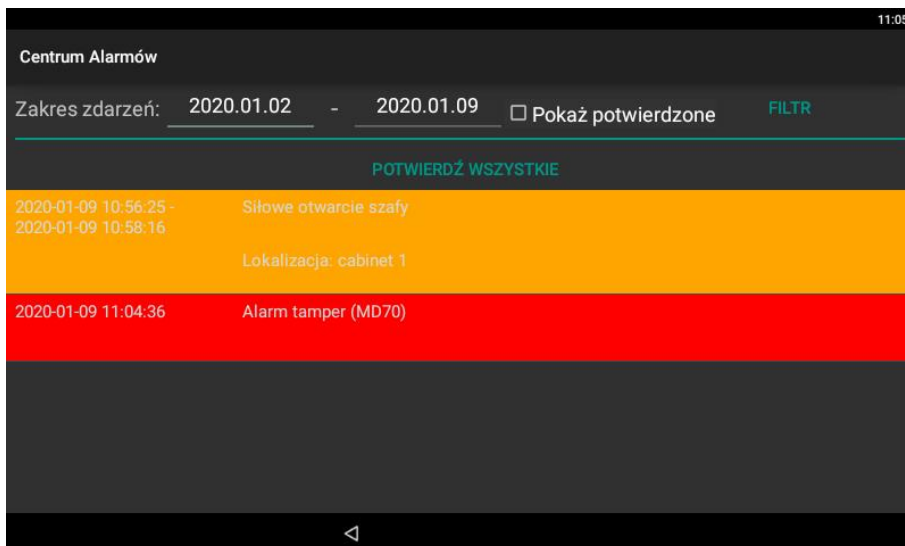 11:05
Centrum Alarmów
Zakres zdarzeń: 2020.01.02 - 2020.01.09 Pokaż potwierdzone FILTR
POTWIERDŹ WSZYSTKIE
2020-01-09 10:56:25 - Siłowe otwarcie szafy
2020-01-09 10:58:16
Lokalizacja: cabinet 1
2020-01-09 11:04:36 Alarm tamper (MD70)